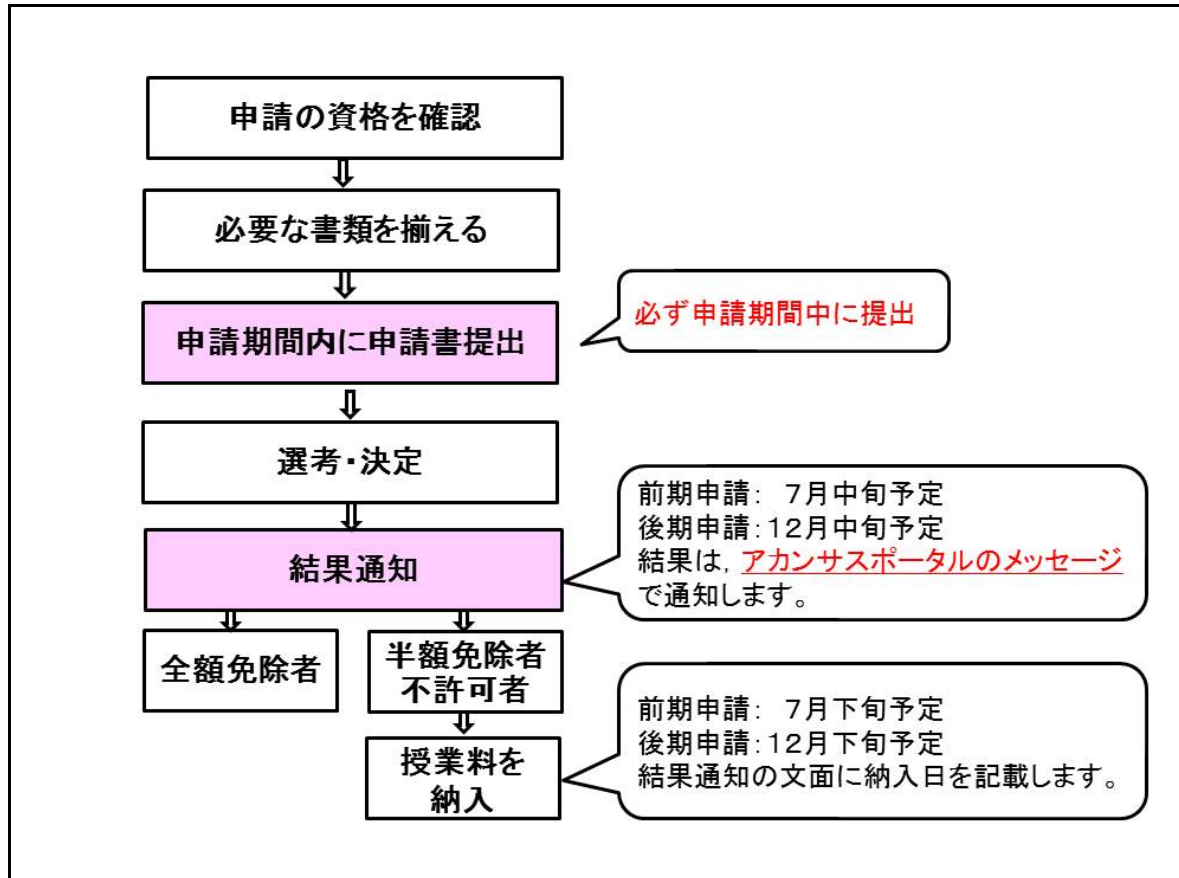 申請の資格を確認
必要な書類を揃える
申請期間内に申請書提出
必ず申請期間中に提出
選考・決定
結果通知
前期申請： 7月中旬予定
後期申請：12月中旬予定
結果は，アカンサスポータルのメッセージ
で通知します。
全額免除者
半額免除者
不許可者
授業料を
納入
前期申請： 7月下旬予定
後期申請：12月下旬予定
結果通知の文面に納入日を記載します。